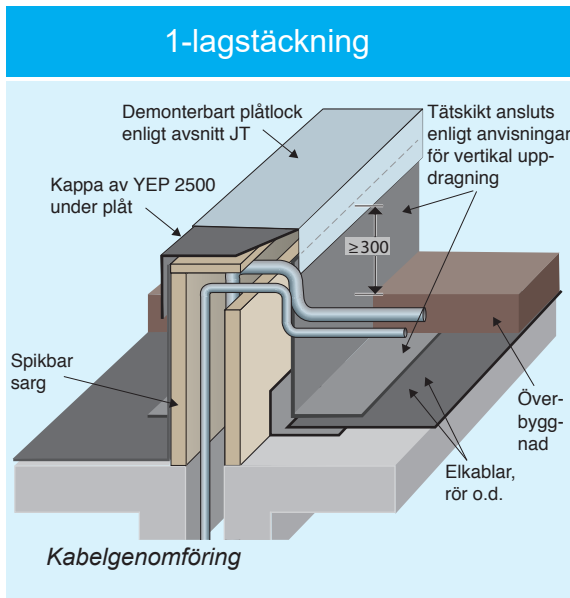 1-lagstäckning
Demonterbart plåtlock
enligt avsnitt JT
Tätskikt ansluts
enligt anvisningar
för vertikal upp-
dragning
Kappa av YEP 2500
under plåt
≥300
Spikbar
sarg
Över-
bygg-
nad
Elkablar,
rör o.d.
Kabelgenomföring